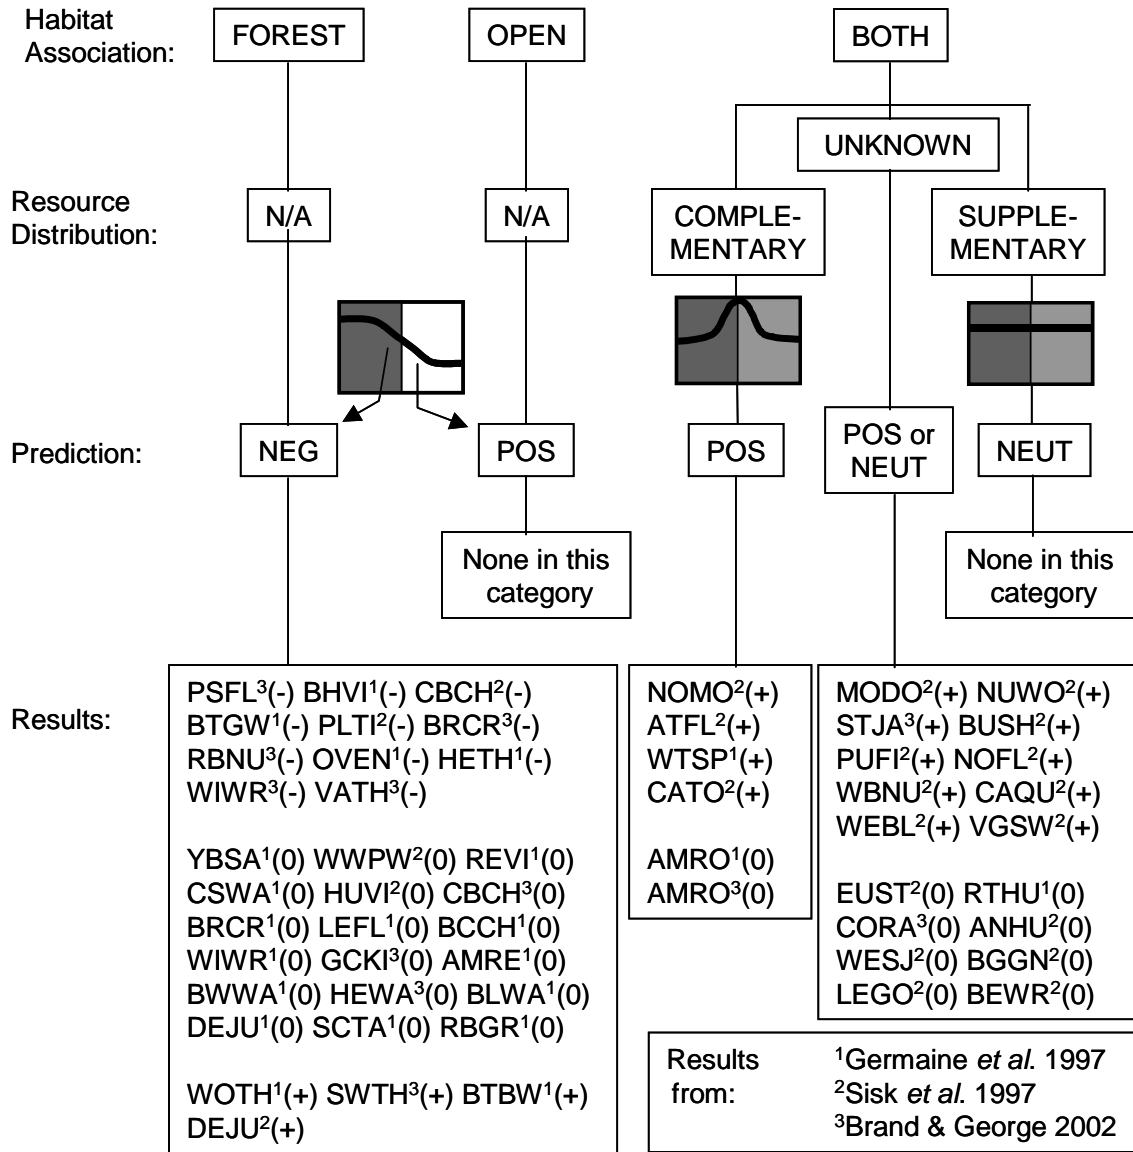 Habitat
Association:
FOREST
OPEN
BOTH
UNKNOWN
Resource
Distribution:
N/A
N/A
COMPLE-
MENTARY
SUPPLE-
MENTARY
Prediction:
NEG
POS
POS
POS or
NEUT
NEUT
None in this
category
None in this
category
Results:
PSFL³(-) BHVI¹(-) CBCH²(-)
BTGW¹(-) PLTI²(-) BRCR³(-)
RBNU³(-) OVEN¹(-) HETH¹(-)
WIWR³(-) VATH³(-)
YBSA¹(0) WWPW²(0) REVI¹(0)
CSWA¹(0) HUVI²(0) CBCH³(0)
BRCR¹(0) LEFL¹(0) BCCH¹(0)
WIWR¹(0) GCKI³(0) AMRE¹(0)
BWWA¹(0) HEWA³(0) BLWA¹(0)
DEJU¹(0) SCTA¹(0) RBGR¹(0)
WOTH¹(+) SWTH³(+) BTBW¹(+)
DEJU²(+)
NOMO²(+)
ATFL²(+)
WTSP¹(+)
CATO²(+)
AMRO¹(0)
AMRO³(0)
MODO²(+) NUWO²(+)
STJA³(+) BUSH²(+)
PUFI²(+) NOFL²(+)
WBNU²(+) CAQU²(+)
WEBL²(+) VGSW²(+)
EUST²(0) RTHU¹(0)
CORA³(0) ANHU²(0)
WESJ²(0) BGGN²(0)
LEGO²(0) BEWR²(0)
Results
from:
¹Germaine et al. 1997
²Sisk et al. 1997
³Brand & George 2002